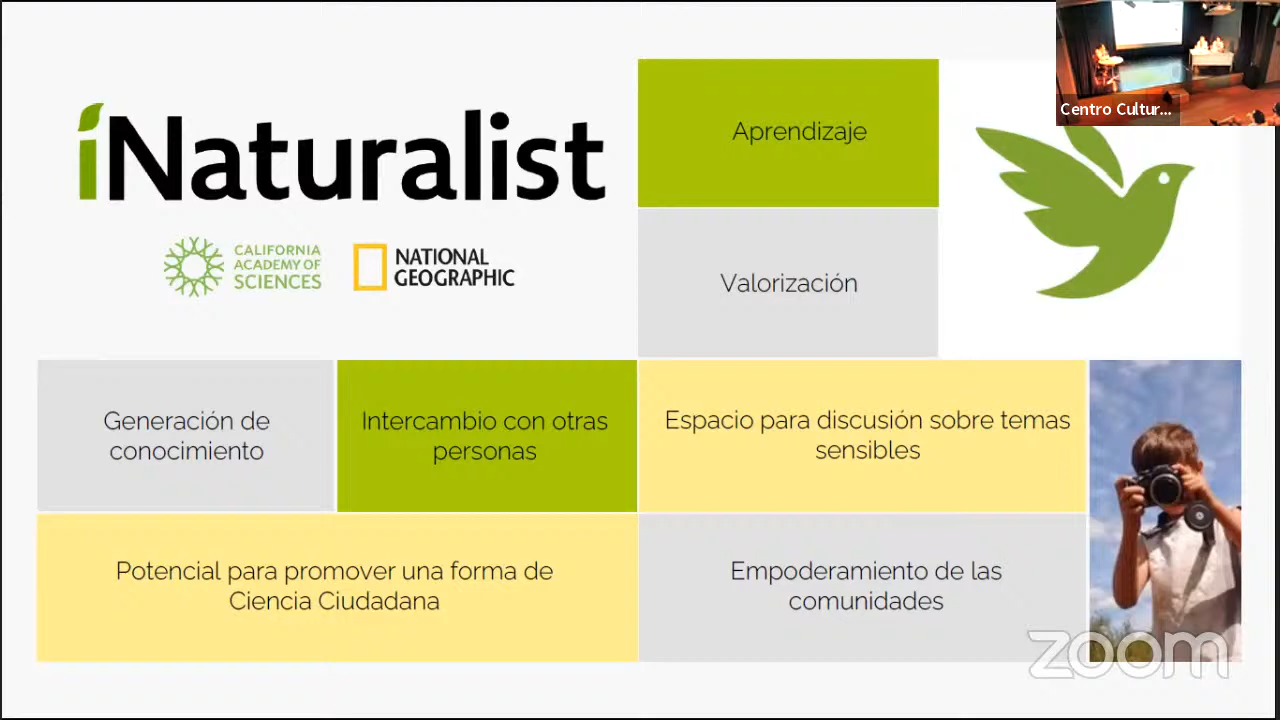 Centro Cultur...
iNaturalist
CALIFORNIA
ACADEMY OF
SCIENCES
NATIONAL
GEOGRAPHIC
Aprendizaje
Valorización
Generación de
conocimiento
Intercambio con otras
personas
Espacio para discusión sobre temas
sensibles
Potencial para promover una forma de
Ciencia Ciudadana
Empoderamiento de las
comunidades
zoom